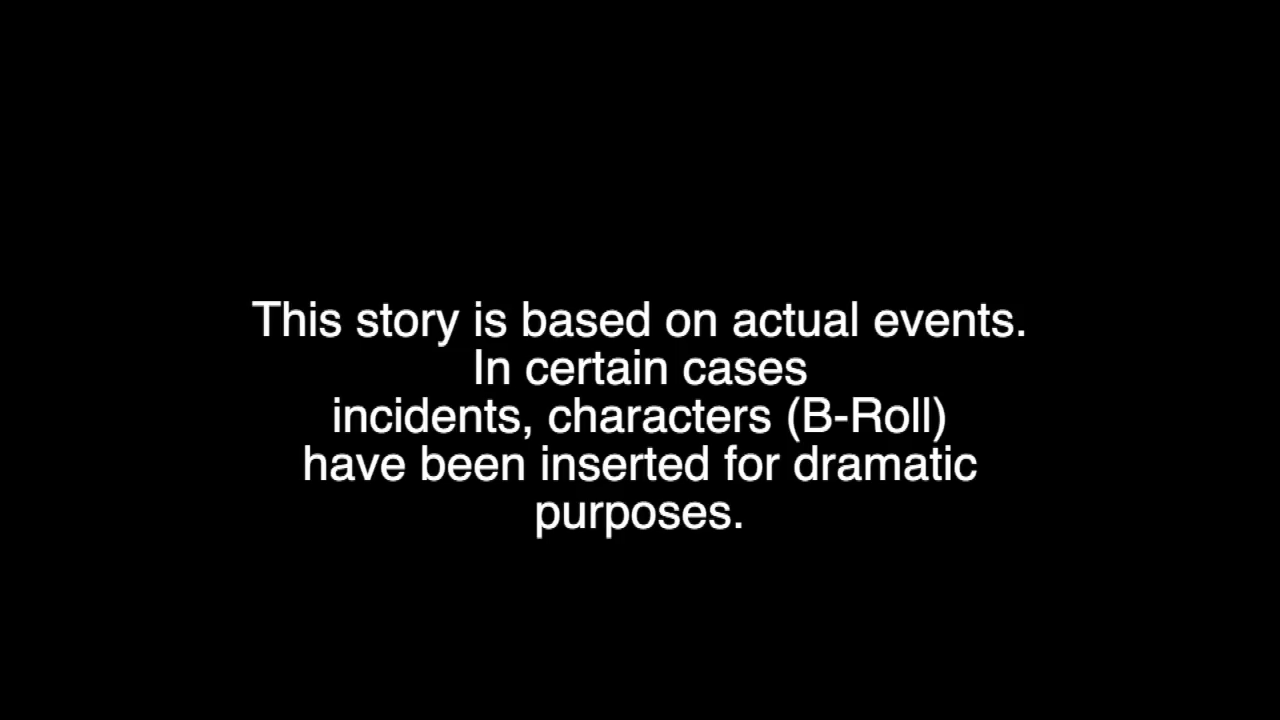 This story is based on actual events.
In certain cases
incidents, characters (B-Roll)
have been inserted for dramatic
purposes.